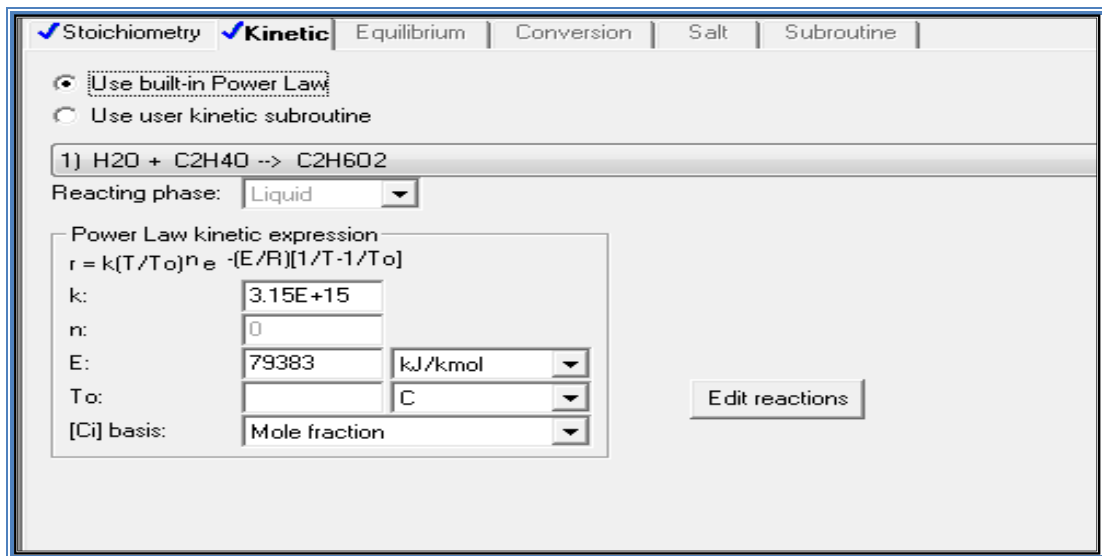 Stoichiometry Kinetic Equilibrium Conversion Salt Subroutine
Use built-in Power Law
Use user kinetic subroutine
1) H2O + C2H4O --> C2H6O2
Reacting phase: Liquid
Power Law kinetic expression
r = k(T/To)^n e -(E/R)[1/T-1/To]
k: 3.15E+15
n: 0
E: 79383 kJ/kmol
To: C
Edit reactions
[Ci] basis: Mole fraction